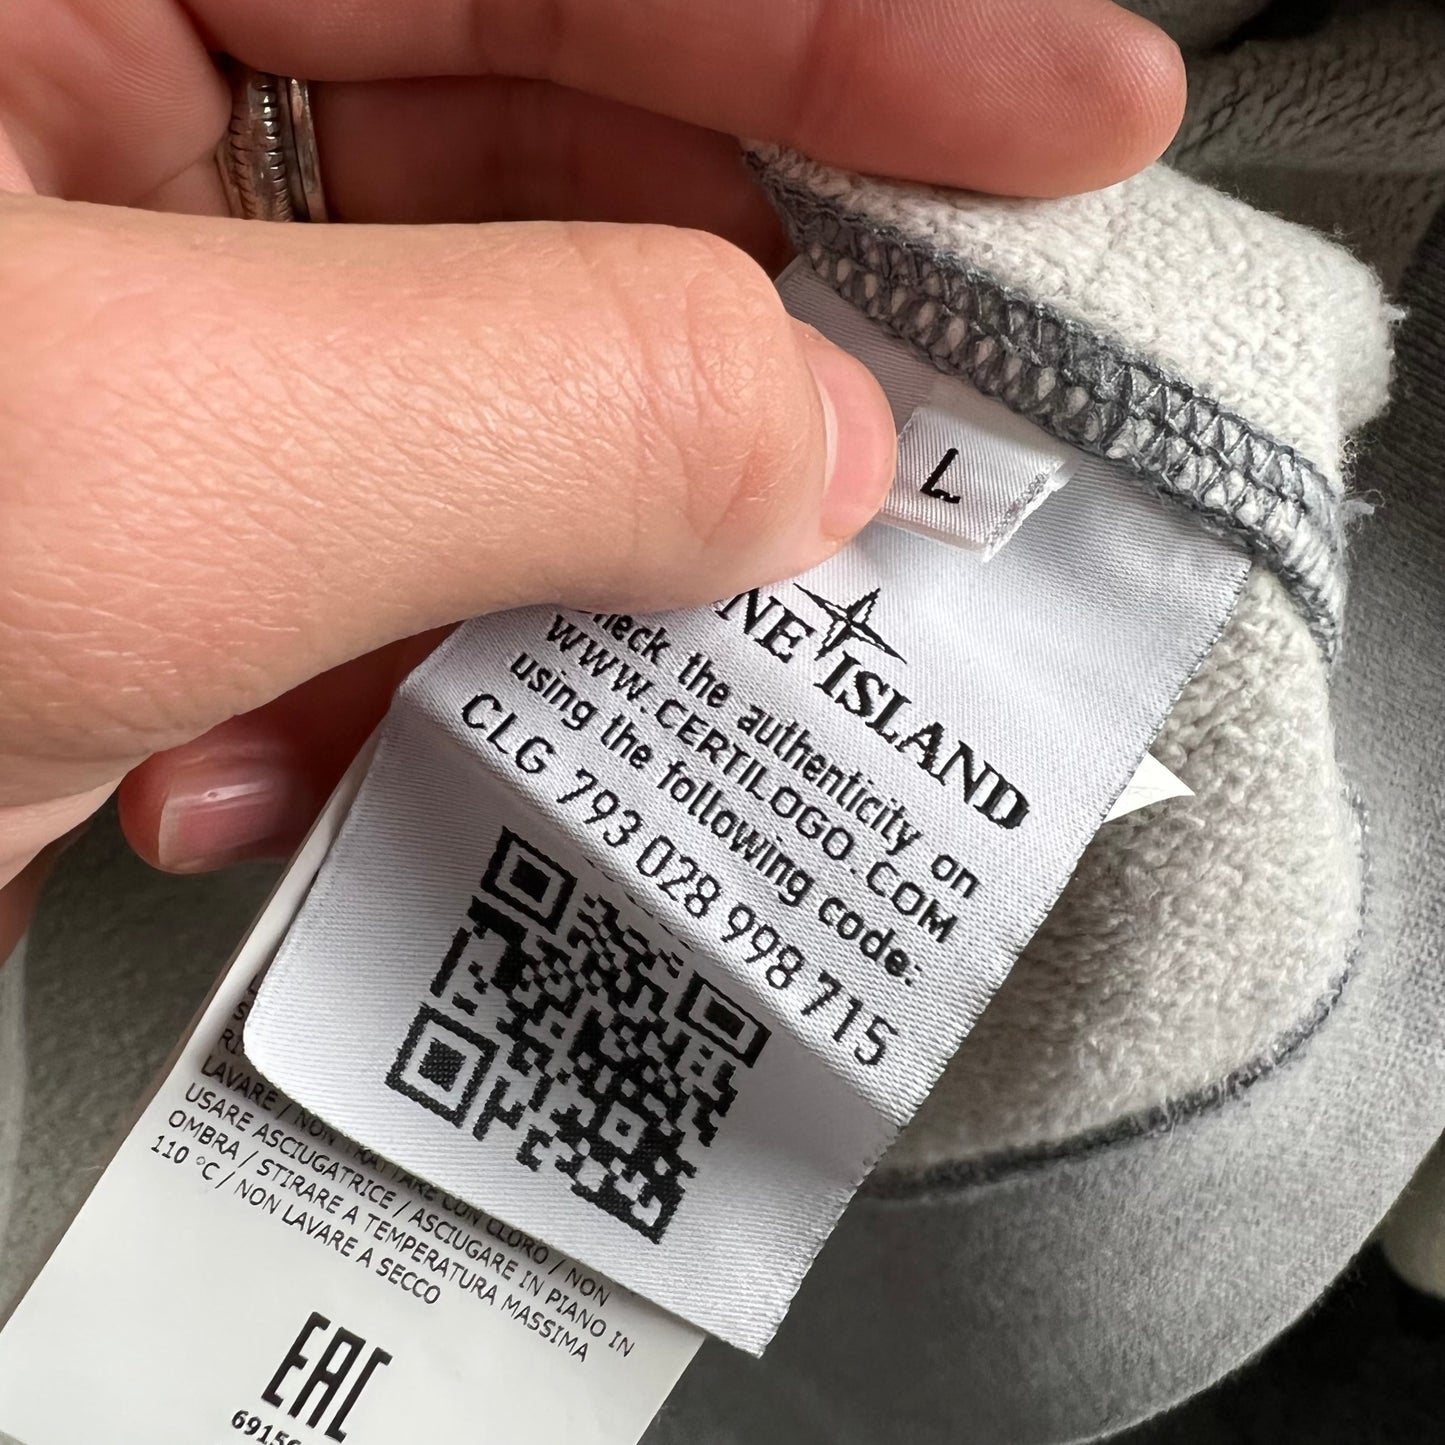 L
NE ISLAND
heck the authenticity on
WWW.CERTILOGO.COM
using the following code:
CLG 793 028 998 715
LAVARE / NON TRATTARE CON CLORO / NON
USARE ASCIUGATRICE / ASCIUGARE IN PIANO IN
OMBRA / STIRARE A TEMPERATURA MASSIMA
110 °C / NON LAVARE A SECCO
EAC